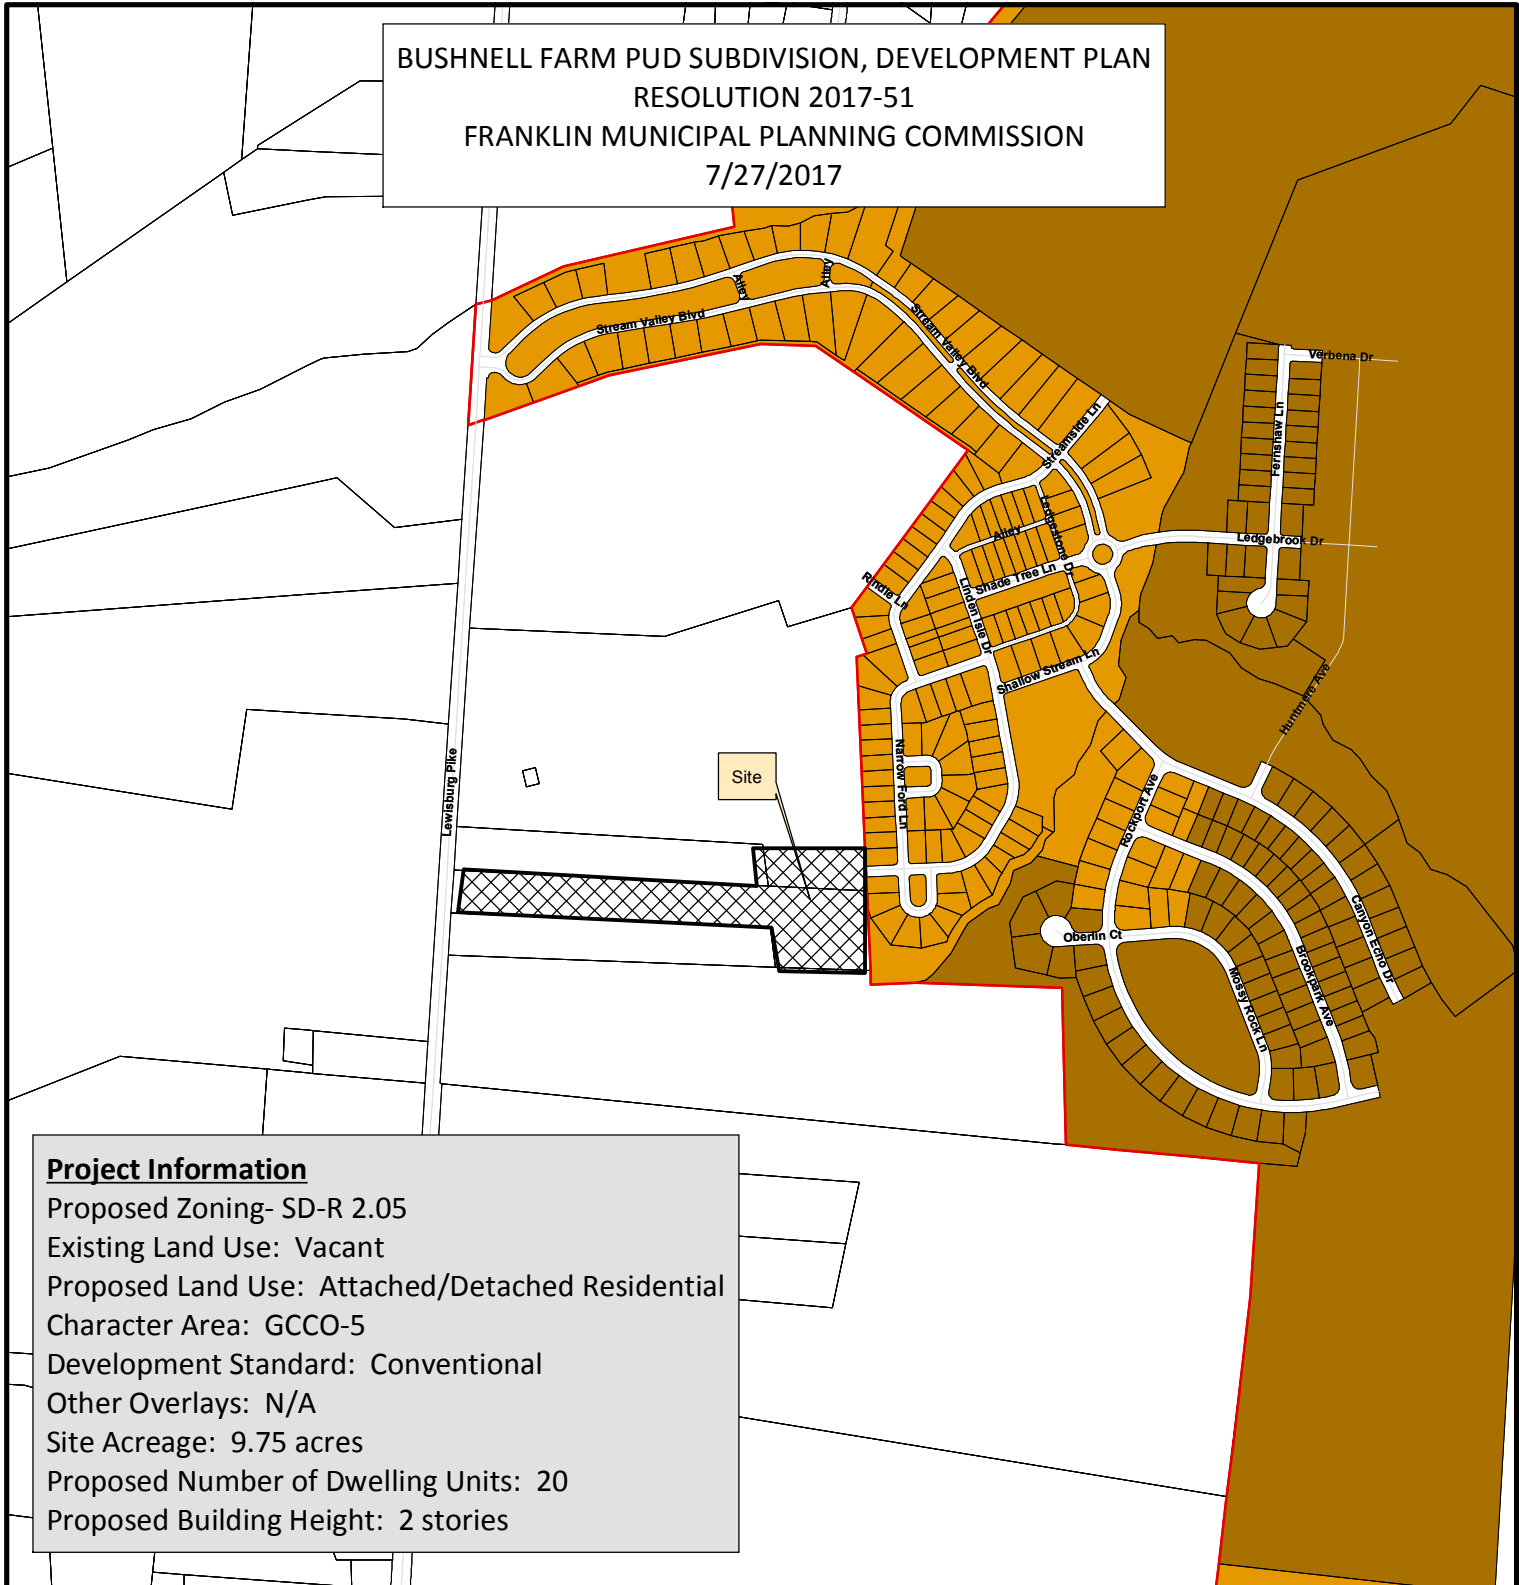 BUSHNELL FARM PUD SUBDIVISION, DEVELOPMENT PLAN
RESOLUTION 2017-51
FRANKLIN MUNICIPAL PLANNING COMMISSION
7/27/2017
Alley
Alley
Stream Valley Blvd
Stream Valley Blvd
Verbena Dr
Fernshaw Ln
Streamside Ln
Ledgestone Dr
Alley
Ledgebrook Dr
Shade Tree Ln
Rindle Ln
Linden Isle Dr
Shallow Stream Ln
Huntmere Ave
Narrow Ford Ln
Site
Lewisburg Pike
Rockport Ave
Canyon Echo Dr
Oberlin Ct
Brookpark Ave
Mossy Rock Ln
Project Information
Proposed Zoning- SD-R 2.05
Existing Land Use: Vacant
Proposed Land Use: Attached/Detached Residential
Character Area: GCCO-5
Development Standard: Conventional
Other Overlays: N/A
Site Acreage: 9.75 acres
Proposed Number of Dwelling Units: 20
Proposed Building Height: 2 stories